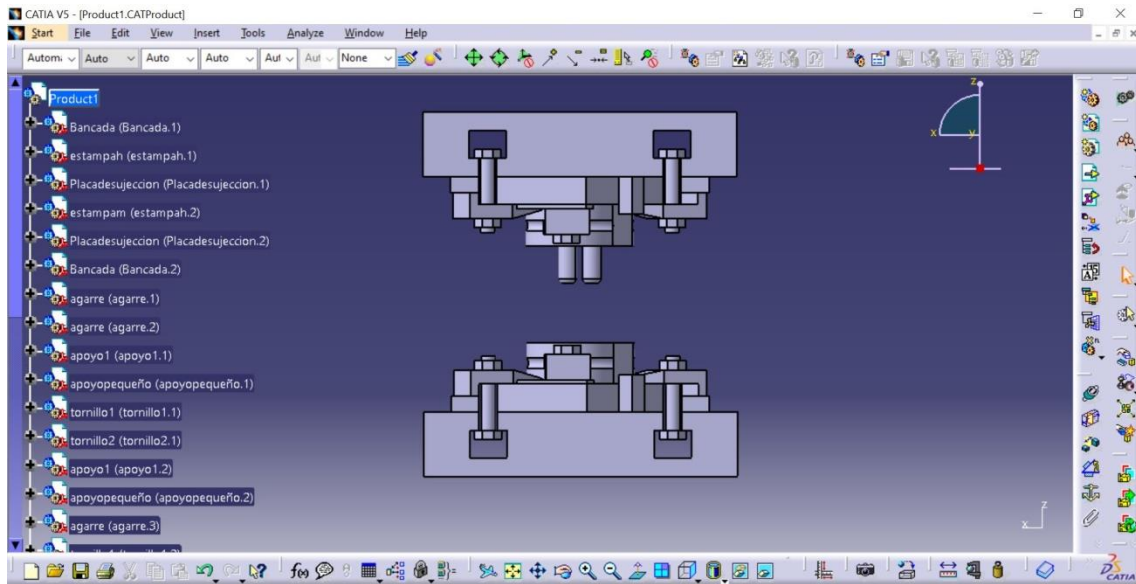 CATIA V5 - [Product1.CATProduct]
Start File Edit View Insert Tools Analyze Window Help
Auto Auto Auto None
Product1
Bancada (Bancada.1)
estampah (estampah.1)
Placadesujeccion (Placadesujeccion.1)
estampam (estampah.2)
Placadesujeccion (Placadesujeccion.2)
Bancada (Bancada.2)
agarre (agarre.1)
agarre (agarre.2)
apoyo1 (apoyo1.1)
apoyopequeño (apoyopequeño.1)
tornillo1 (tornillo1.1)
tornillo2 (tornillo2.1)
apoyo1 (apoyo1.2)
apoyopequeño (apoyopequeño.2)
agarre (agarre.3)
z
x y
z
x
f(x)
CATIA